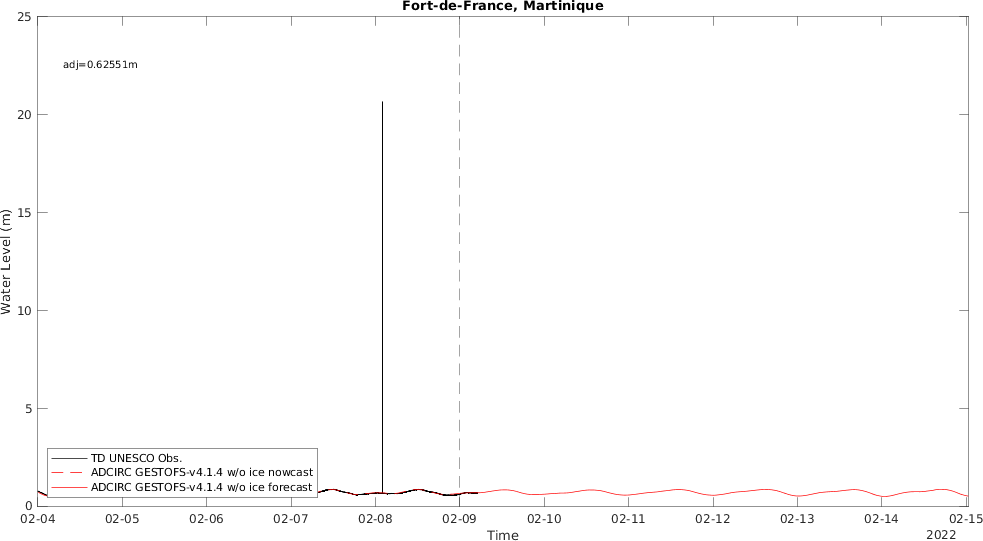 Fort-de-France, Martinique
25
adj=0.62551m
20
15
Water Level (m)
10
5
TD UNESCO Obs.
ADCIRC GESTOFS-v4.1.4 w/o ice nowcast
ADCIRC GESTOFS-v4.1.4 w/o ice forecast
0
02-04 02-05 02-06 02-07 02-08 02-09 02-10 02-11 02-12 02-13 02-14 02-15
Time
2022